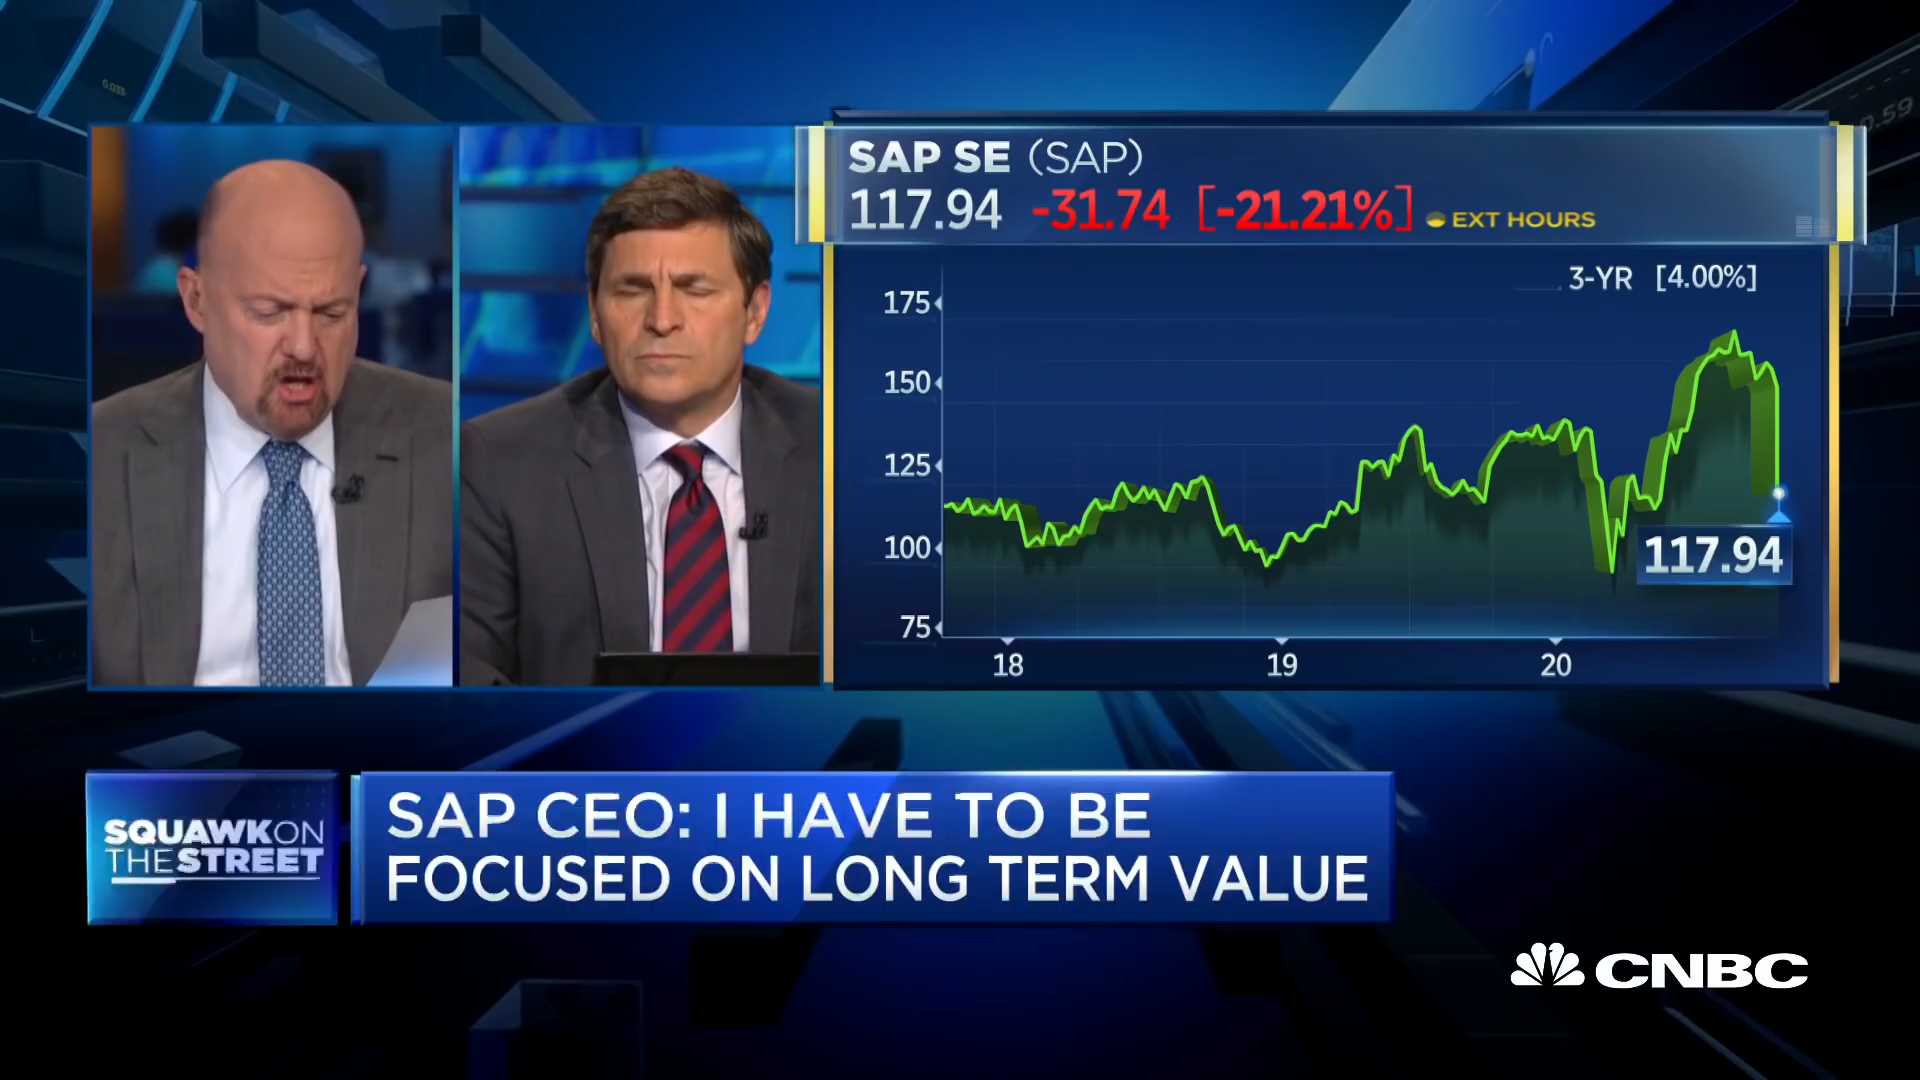 SAP SE (SAP)
117.94 -31.74 [-21.21%] EXT HOURS
3-YR [4.00%]
175
150
125
100
75
117.94
18 19 20
SQUAWK ON
THE STREET
SAP CEO: I HAVE TO BE
FOCUSED ON LONG TERM VALUE
CNBC
0.59